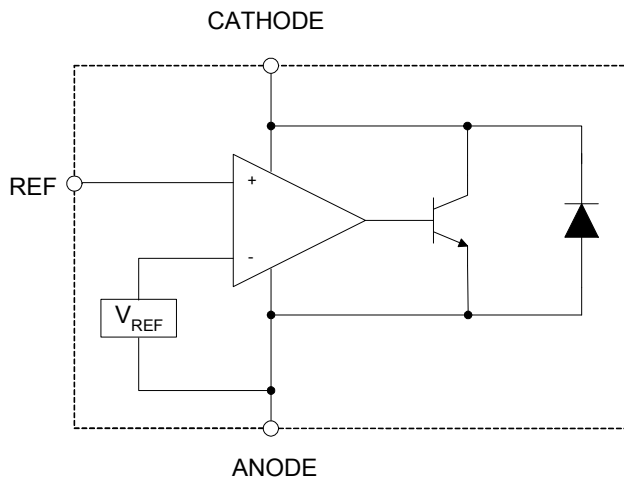 CATHODE
REF
+
-
VREF
ANODE